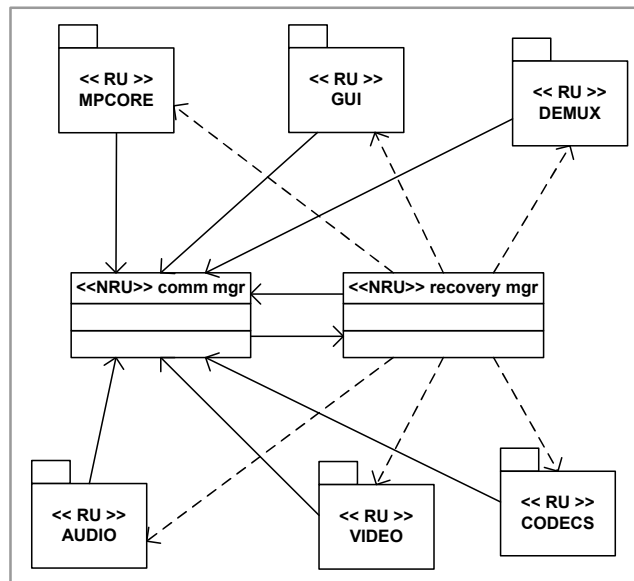 << RU >>
MPCORE
<< RU >>
GUI
<< RU >>
DEMUX
<<NRU>> comm mgr
<<NRU>> recovery mgr
<< RU >>
AUDIO
<< RU >>
VIDEO
<< RU >>
CODECS